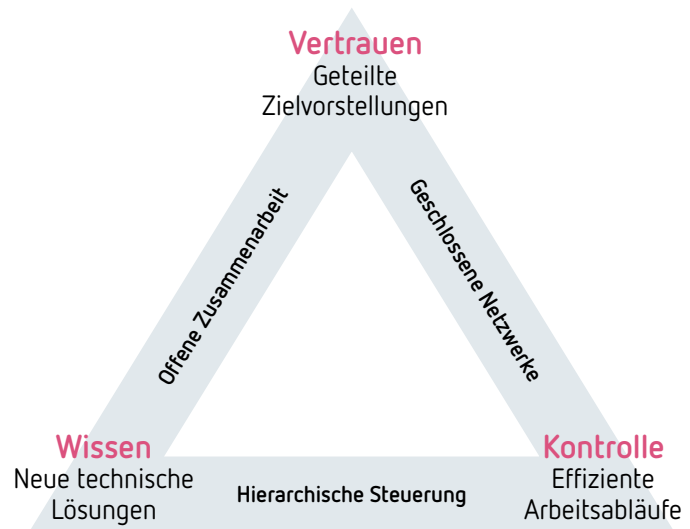 Vertrauen
Geteilte
Zielvorstellungen
Offene Zusammenarbeit
Geschlossene Netzwerke
Wissen
Neue technische
Lösungen
Hierarchische Steuerung
Kontrolle
Effiziente
Arbeitsabläufe